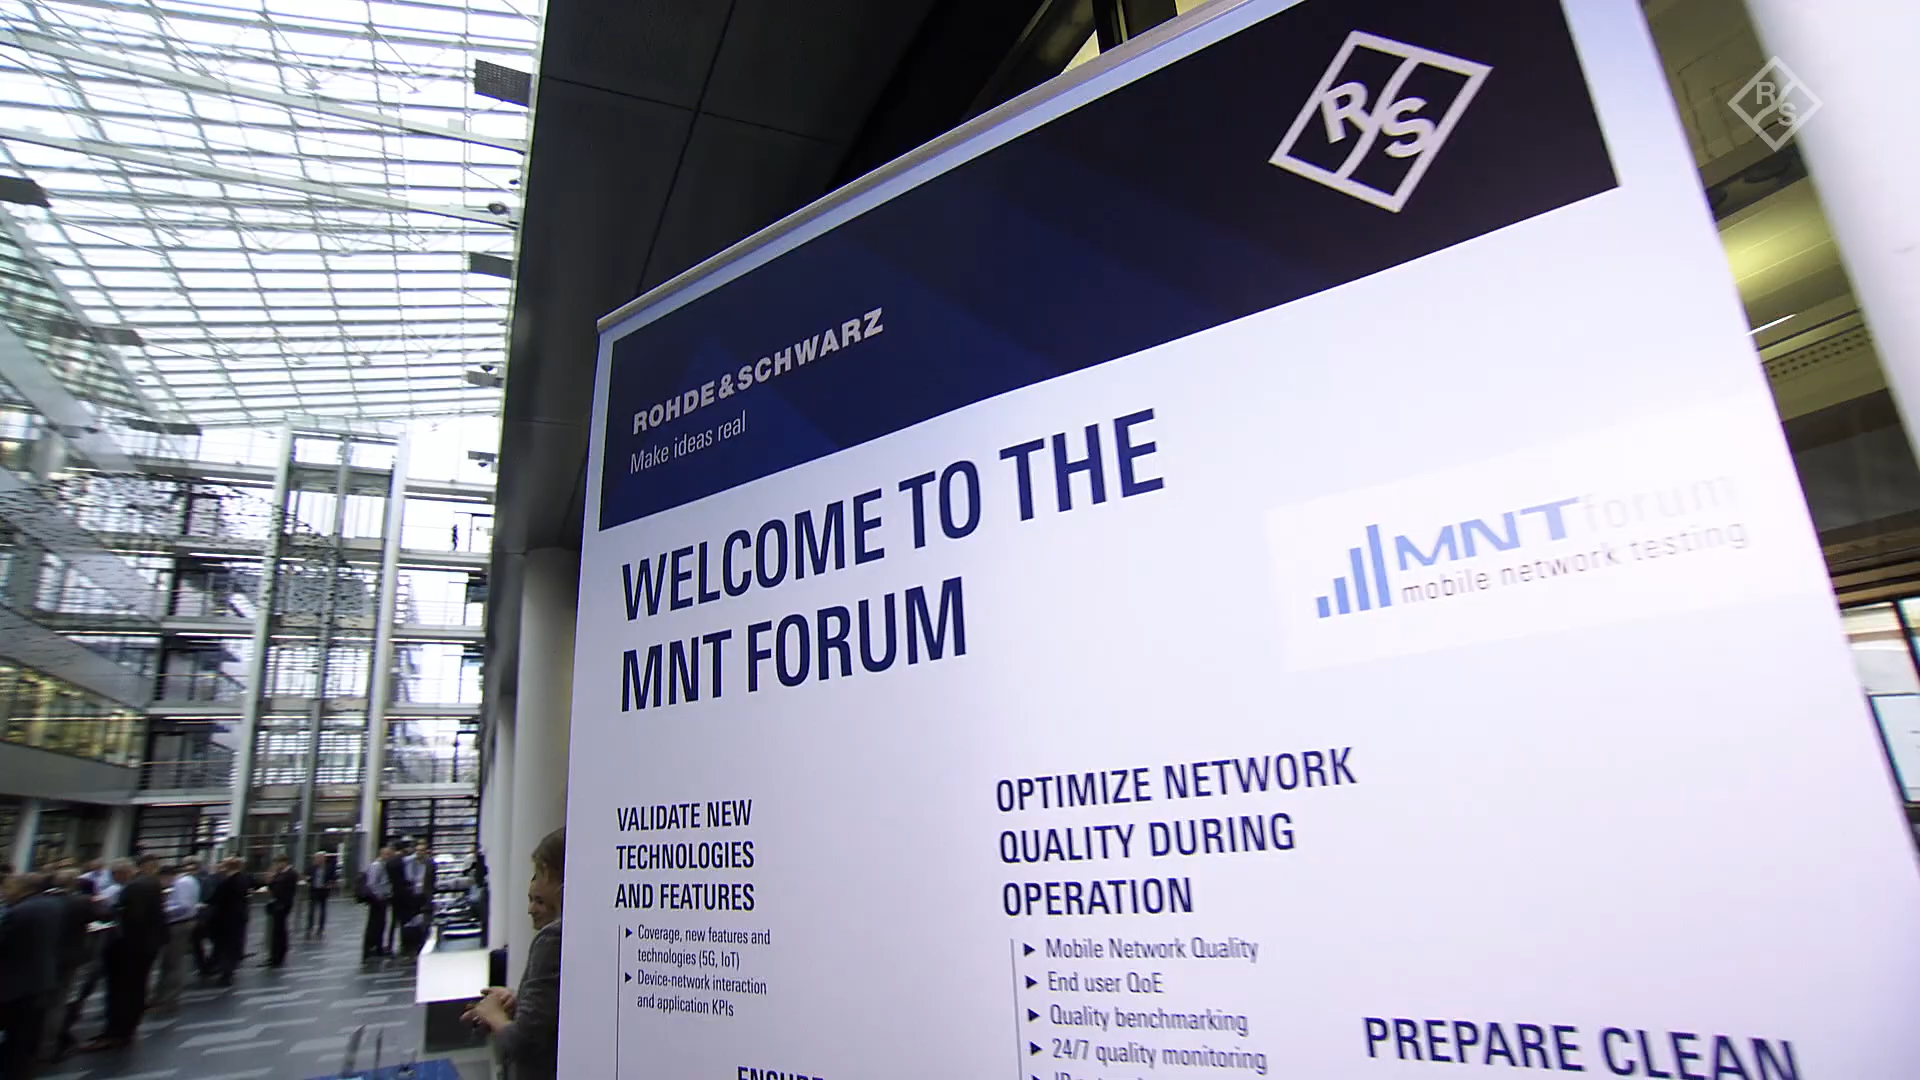 R&S
RS
ROHDE&SCHWARZ
Make ideas real
WELCOME TO THE
MNT FORUM
MNTforum
mobile network testing
VALIDATE NEW
TECHNOLOGIES
AND FEATURES
▸ Coverage, new features and
technologies (5G, IoT)
▸ Device-network interaction
and application KPIs
OPTIMIZE NETWORK
QUALITY DURING
OPERATION
▸ Mobile Network Quality
▸ End user QoE
▸ Quality benchmarking
▸ 24/7 quality monitoring
PREPARE CLEAN